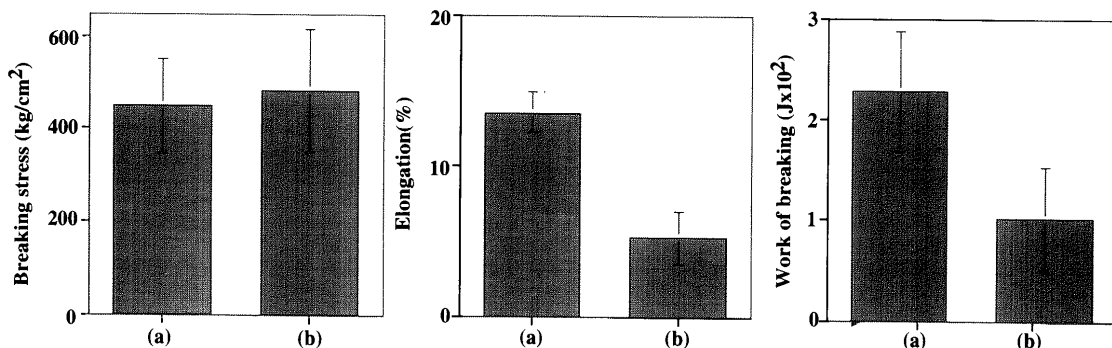 Breaking stress (kg/cm²)
600
400
200
0
(a)
(b)
Elongation(%)
20
10
0
(a)
(b)
Work of breaking (Jx10²)
3
2
1
0
(a)
(b)